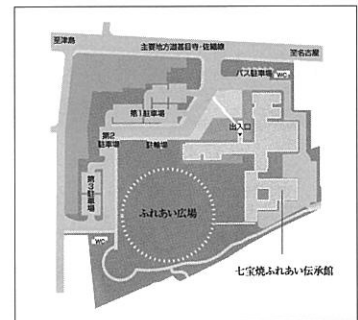 至津島
主要地方道甚目寺・佐織線
至名古屋
バス駐車場
WC
第1駐車場
出入口
第2
駐車場
駐輪場
第3駐車場
ふれあい広場
WC
七宝焼ふれあい伝承館